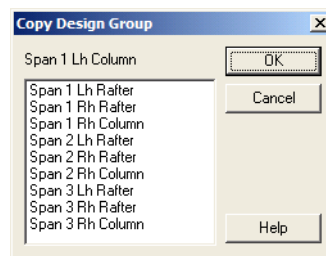 Copy Design Group
Span 1 Lh Column
OK
Span 1 Lh Rafter
Span 1 Rh Rafter
Span 1 Rh Column
Span 2 Lh Rafter
Span 2 Rh Rafter
Span 2 Rh Column
Span 3 Lh Rafter
Span 3 Rh Rafter
Span 3 Rh Column
Cancel
Help